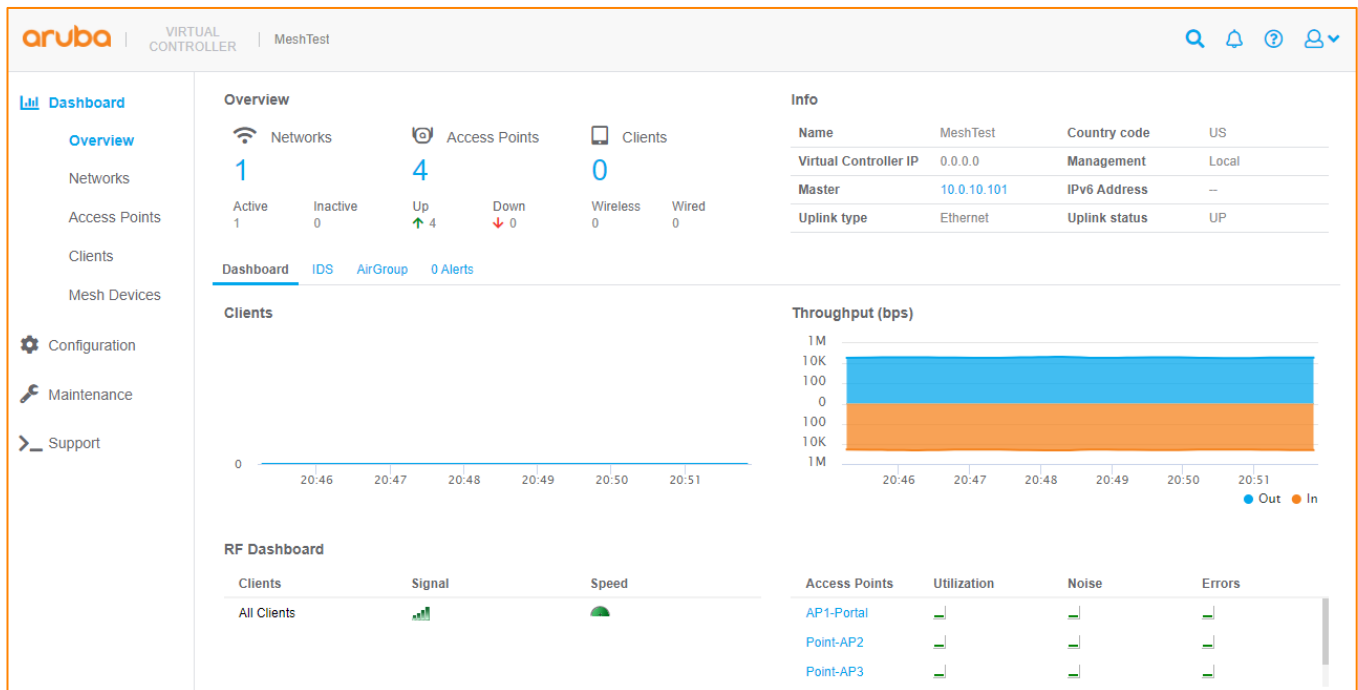 aruba
VIRTUAL
CONTROLLER
MeshTest
Dashboard
Overview
Networks
Access Points
Clients
Mesh Devices
Configuration
Maintenance
Support
Overview
Networks
Access Points
Clients
1
4
0
Active
Inactive
Up
Down
Wireless
Wired
1
0
4
0
0
0
Info
Name MeshTest Country code US
Virtual Controller IP 0.0.0.0 Management Local
Master 10.0.10.101 IPv6 Address --
Uplink type Ethernet Uplink status UP
Dashboard IDS AirGroup 0 Alerts
Clients
0
20:46 20:47 20:48 20:49 20:50 20:51
Throughput (bps)
1M
10K
100
0
100
10K
1M
20:46 20:47 20:48 20:49 20:50 20:51
Out In
RF Dashboard
Clients Signal Speed
All Clients
Access Points Utilization Noise Errors
AP1-Portal
Point-AP2
Point-AP3